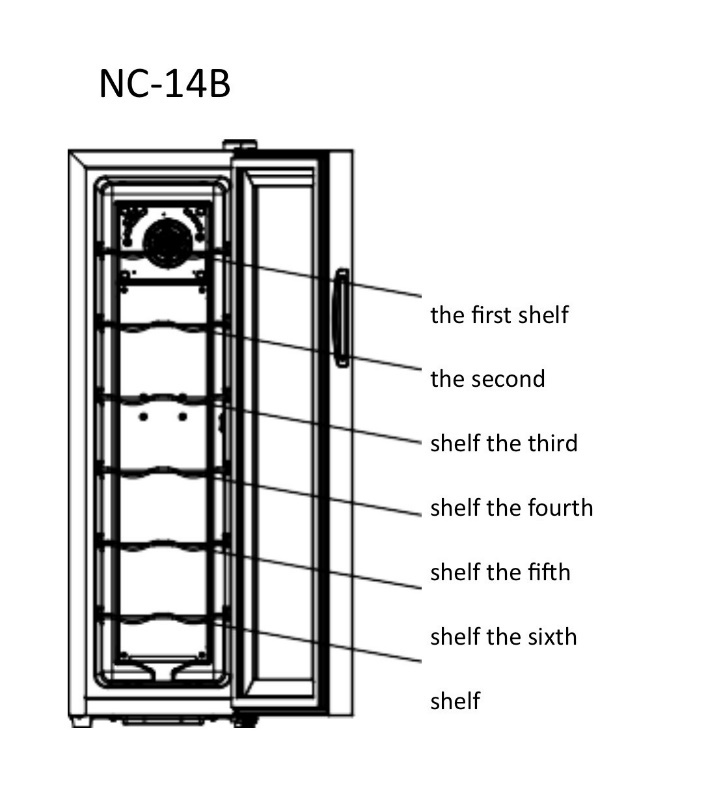 NC-14B
the first shelf
the second
shelf the third
shelf the fourth
shelf the fifth
shelf the sixth
shelf